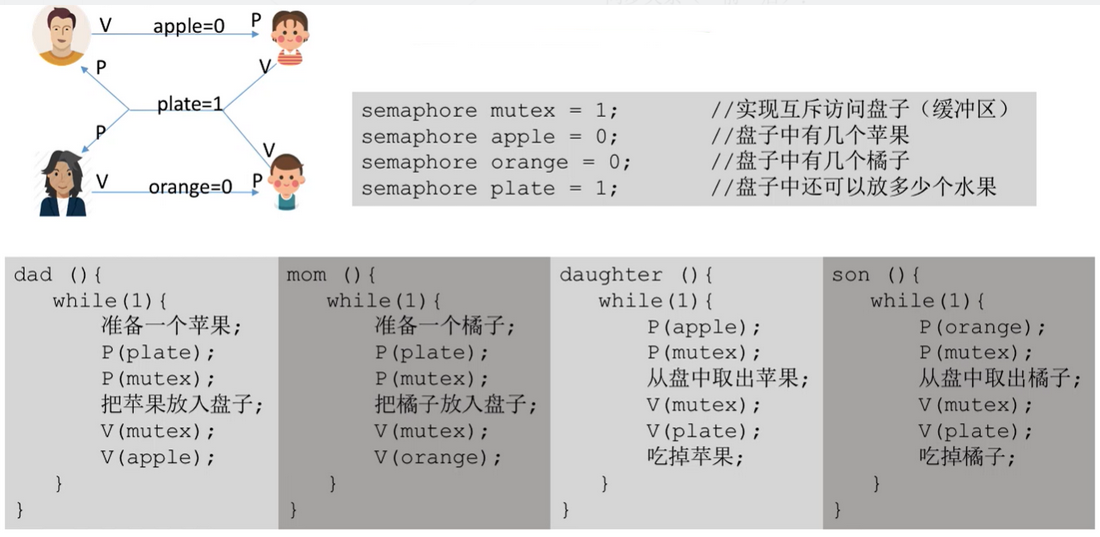 V apple=0 P
P V
plate=1
P V
V orange=0 P
semaphore mutex = 1; //实现互斥访问盘子（缓冲区）
semaphore apple = 0; //盘子中有几个苹果
semaphore orange = 0; //盘子中有几个橘子
semaphore plate = 1; //盘子中还可以放多少个水果
dad (){
while(1){
准备一个苹果;
P(plate);
P(mutex);
把苹果放入盘子;
V(mutex);
V(apple);
}
}
mom (){
while(1){
准备一个橘子;
P(plate);
P(mutex);
把橘子放入盘子;
V(mutex);
V(orange);
}
}
daughter (){
while(1){
P(apple);
P(mutex);
从盘中取出苹果;
V(mutex);
V(plate);
吃掉苹果;
}
}
son (){
while(1){
P(orange);
P(mutex);
从盘中取出橘子;
V(mutex);
V(plate);
吃掉橘子;
}
}